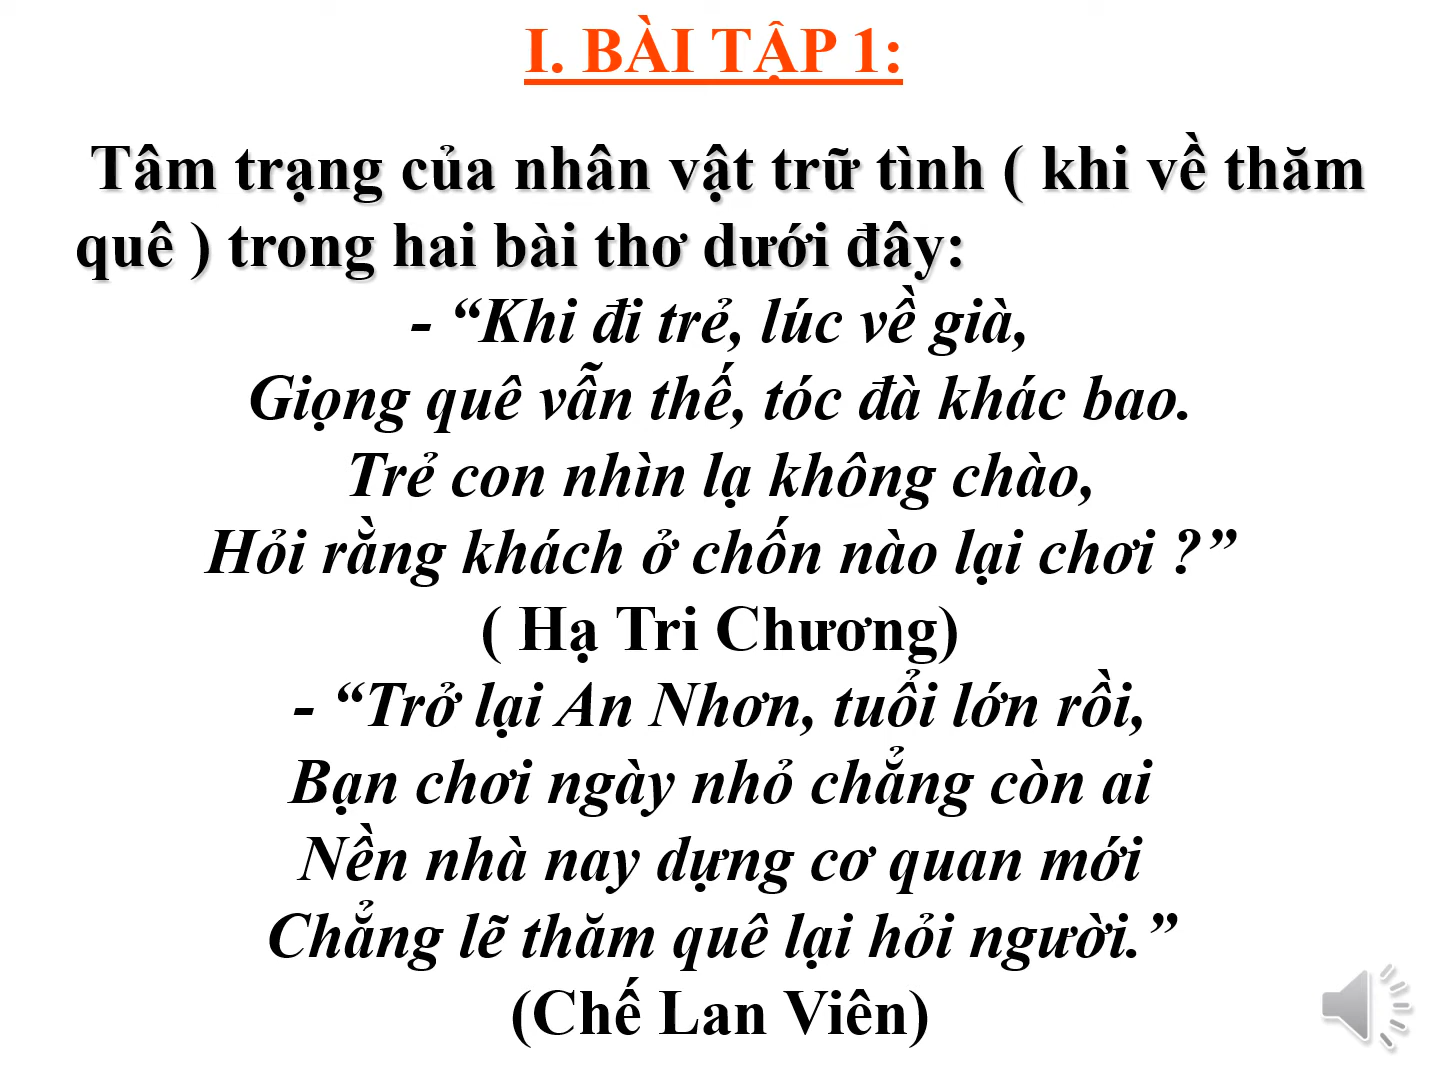 I. BÀI TẬP 1:
Tâm trạng của nhân vật trữ tình ( khi về thăm
quê ) trong hai bài thơ dưới đây:
- “Khi đi trẻ, lúc về già,
Giọng quê vẫn thế, tóc đà khác bao.
Trẻ con nhìn lạ không chào,
Hỏi rằng khách ở chốn nào lại chơi ?”
( Hạ Tri Chương)
- “Trở lại An Nhơn, tuổi lớn rồi,
Bạn chơi ngày nhỏ chẳng còn ai
Nền nhà nay dựng cơ quan mới
Chẳng lẽ thăm quê lại hỏi người.”
(Chế Lan Viên)